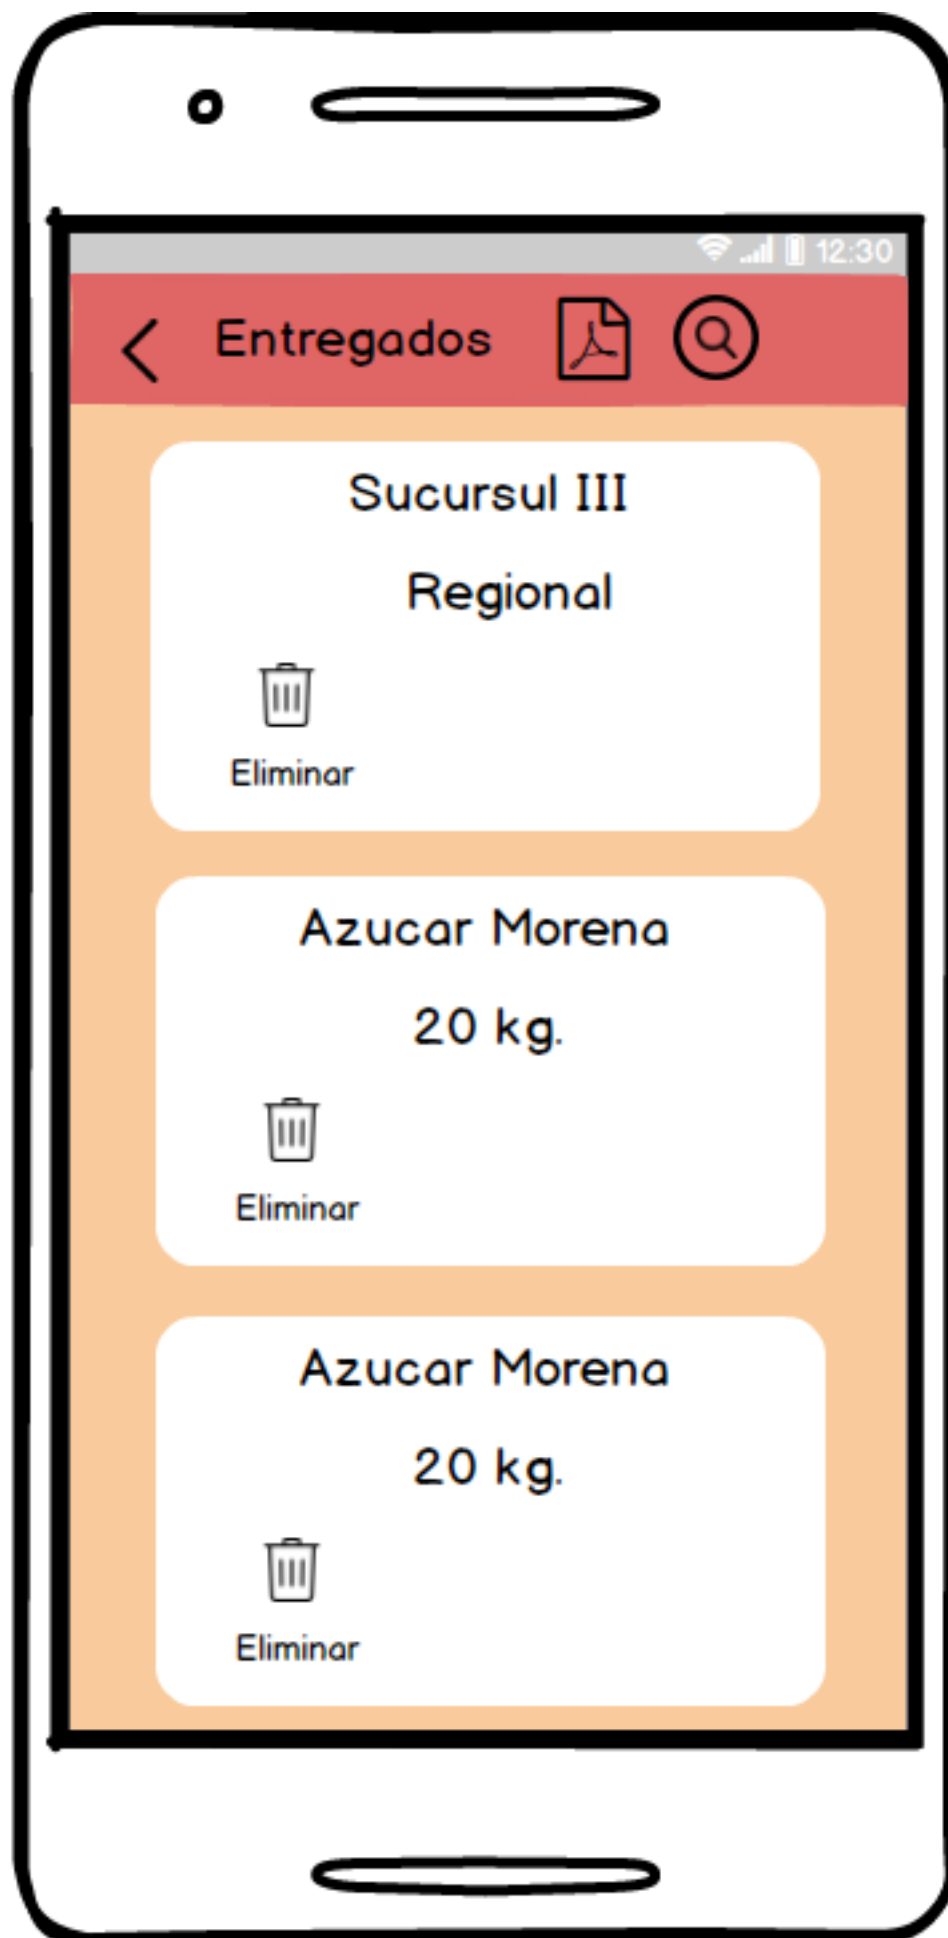 12:30
Entregados
Sucursul III
Regional
Eliminar
Azucar Morena
20 kg.
Eliminar
Azucar Morena
20 kg.
Eliminar